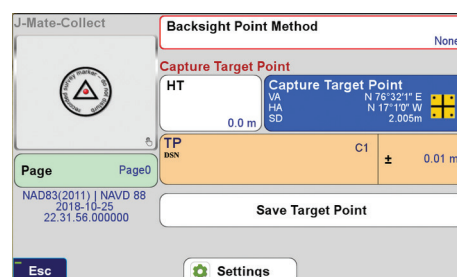 J-Mate-Collect
Backsight Point Method
None
Capture Target Point
HT
0.0 m
Capture Target Point
VA N 76°32'1" E
HA N 17°1'0" W
SD 2.005m
TP
DSN
C1
± 0.01 m
Page Page0
NAD83(2011) | NAVD 88
2018-10-25
22.31.56.000000
Save Target Point
Esc
Settings